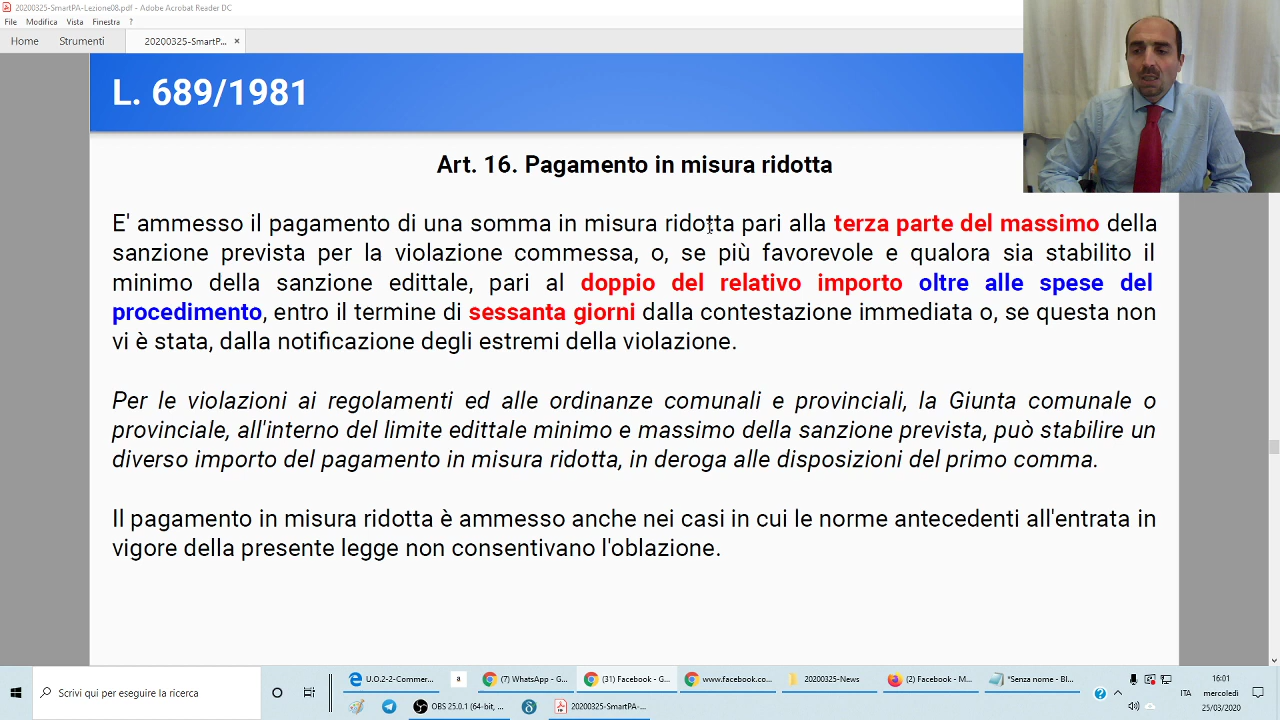 20200325-SmartPA-Lezione08.pdf - Adobe Acrobat Reader DC
File Modifica Vista Finestra ?
Home Strumenti 20200325-SmartP... ×
L. 689/1981
Art. 16. Pagamento in misura ridotta
E' ammesso il pagamento di una somma in misura ridotta pari alla terza parte del massimo della
sanzione prevista per la violazione commessa, o, se più favorevole e qualora sia stabilito il
minimo della sanzione edittale, pari al doppio del relativo importo oltre alle spese del
procedimento, entro il termine di sessanta giorni dalla contestazione immediata o, se questa non
vi è stata, dalla notificazione degli estremi della violazione.
Per le violazioni ai regolamenti ed alle ordinanze comunali e provinciali, la Giunta comunale o
provinciale, all'interno del limite edittale minimo e massimo della sanzione prevista, può stabilire un
diverso importo del pagamento in misura ridotta, in deroga alle disposizioni del primo comma.
Il pagamento in misura ridotta è ammesso anche nei casi in cui le norme antecedenti all'entrata in
vigore della presente legge non consentivano l'oblazione.
Scrivi qui per eseguire la ricerca
U.O.2-2-Commer... a (7) WhatsApp - G... (31) Facebook - G... www.facebook.co... 20200325-News (2) Facebook - M... *Senza nome - Bl...
OBS 25.0.1 (64-bit, ... 20200325-SmartPA-...
ITA
16:01
mercoledì
25/03/2020